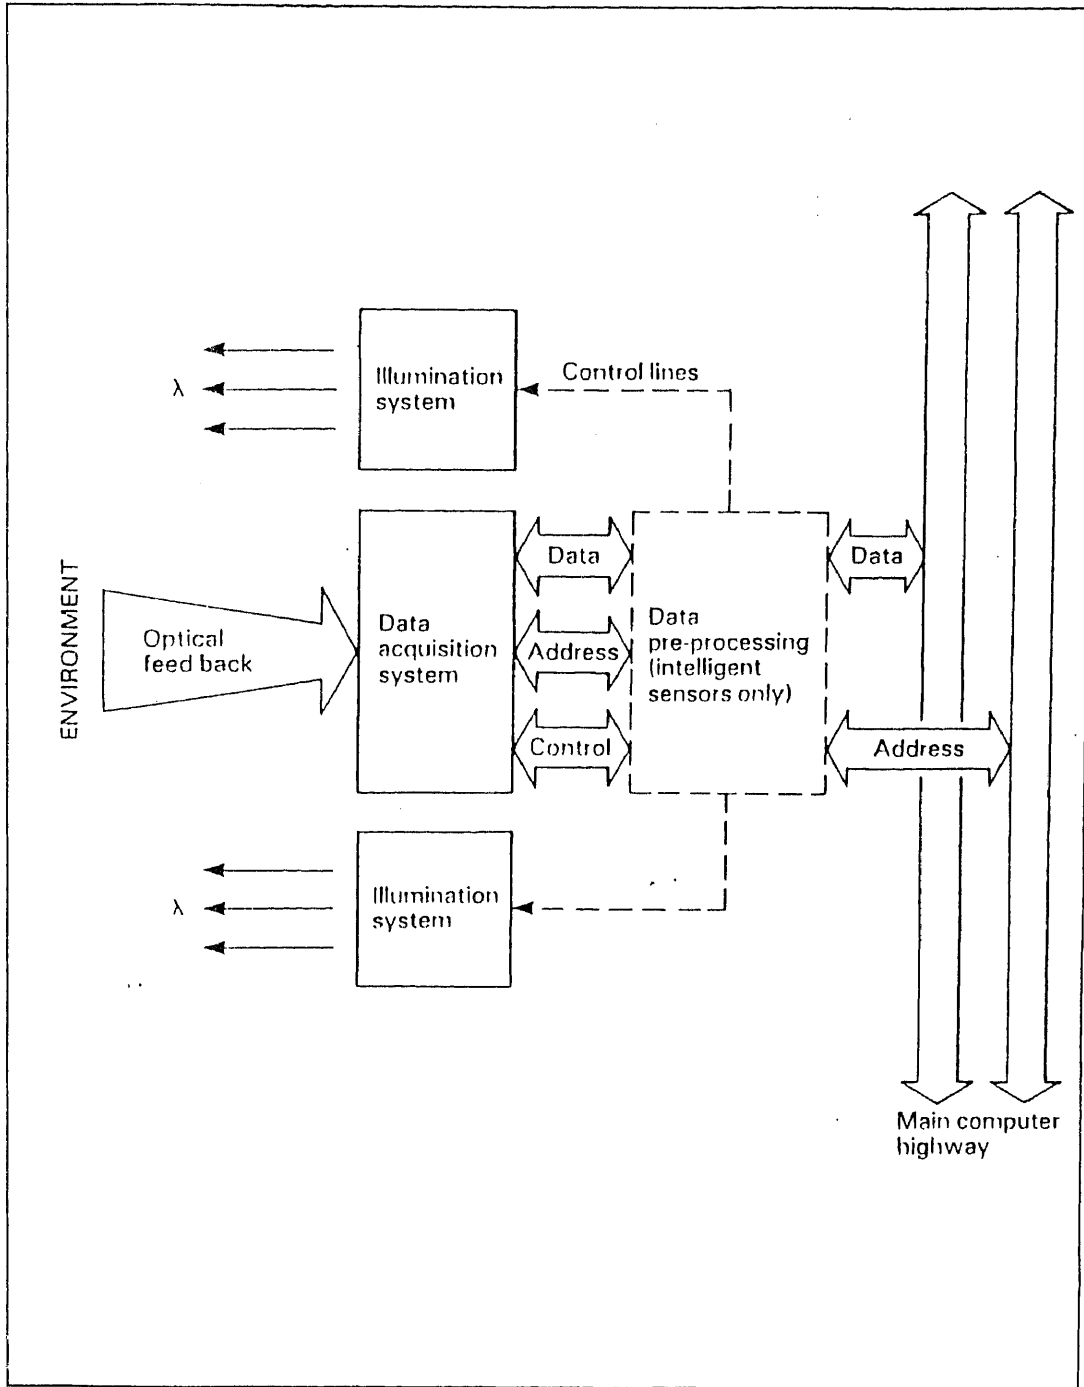 Illumination
system
Control lines
λ
ENVIRONMENT
Optical
feed back
Data
acquisition
system
Data
Address
Control
Data
pre-processing
(intelligent
sensors only)
Data
Address
Illumination
system
λ
Main computer
highway